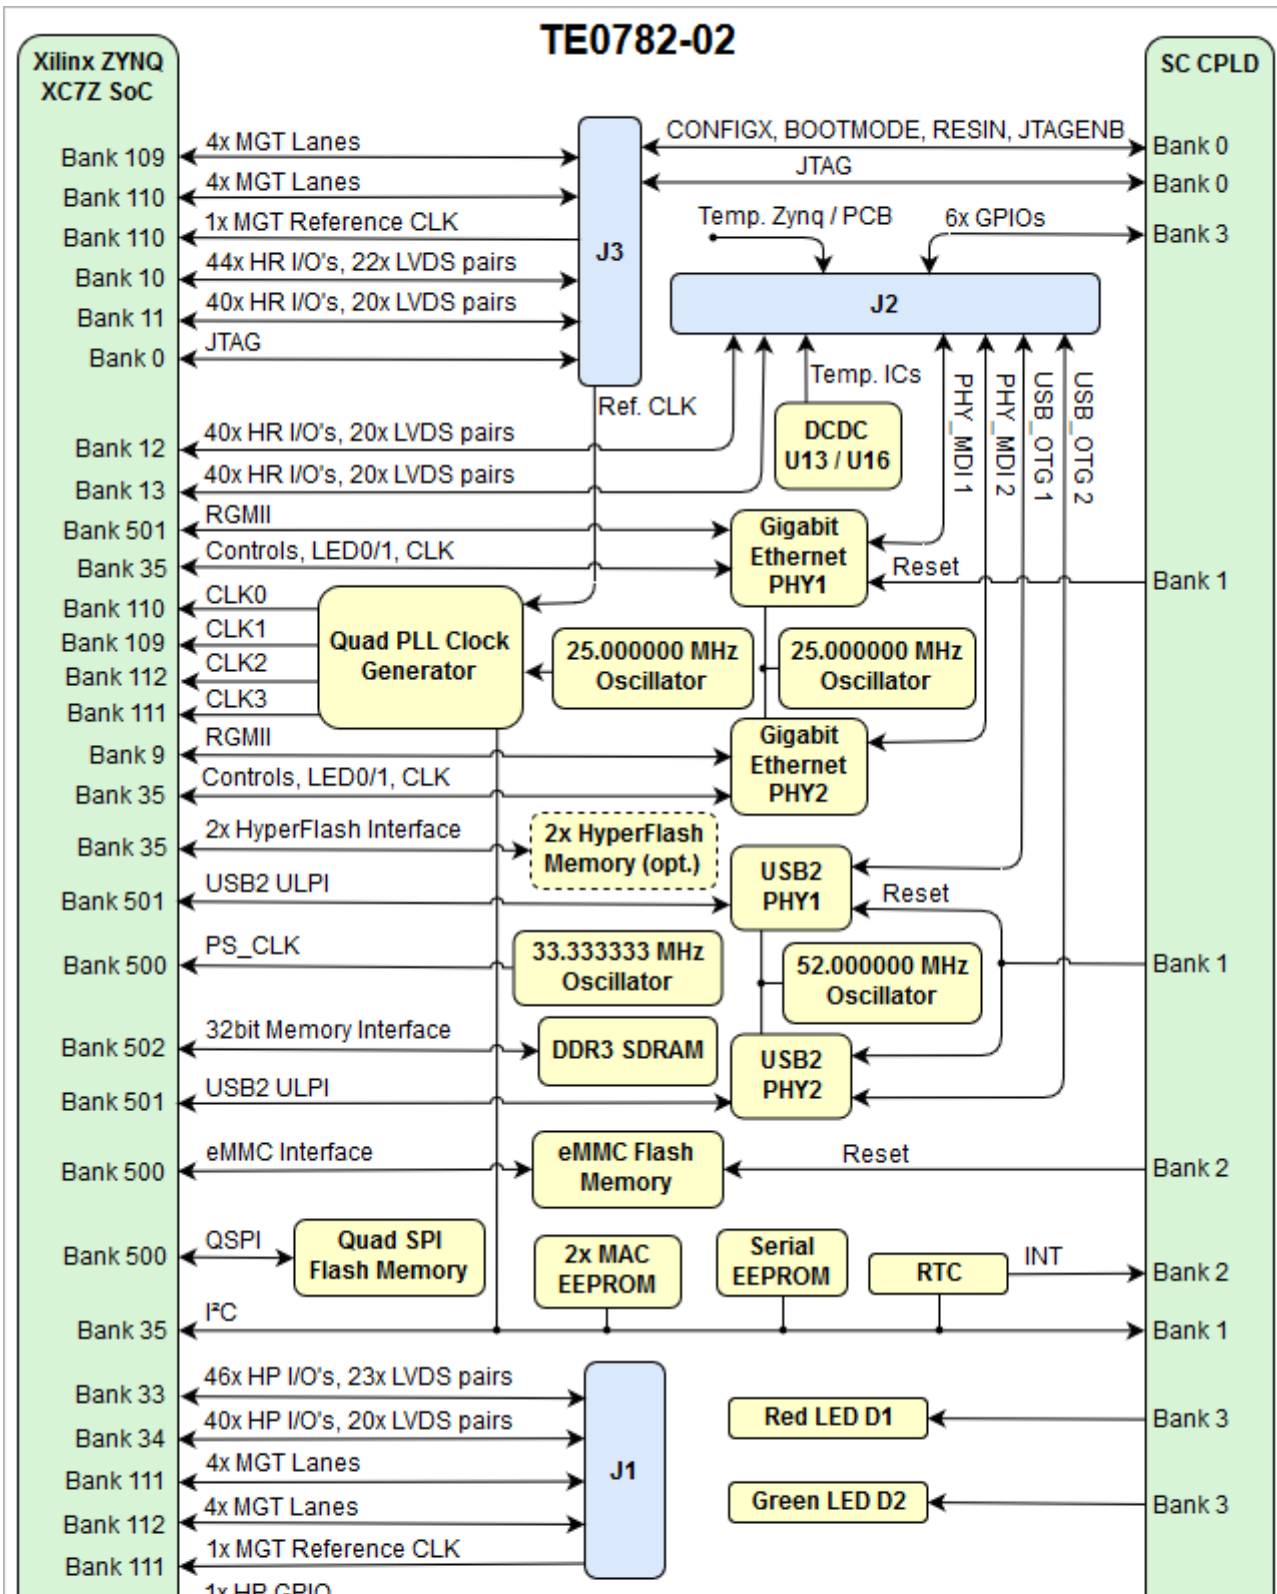 TE0782-02
Xilinx ZYNQ
XC7Z SoC
SC CPLD
Bank 109
4x MGT Lanes
Bank 110
4x MGT Lanes
Bank 110
1x MGT Reference CLK
Bank 10
44x HR I/O's, 22x LVDS pairs
Bank 11
40x HR I/O's, 20x LVDS pairs
Bank 0
JTAG
J3
CONFIGX, BOOTMODE, RESIN, JTAGENB
Bank 0
JTAG
Bank 0
Temp. Zynq / PCB
6x GPIOs
Bank 3
J2
Ref. CLK
Temp. ICs
DCDC
U13 / U16
PHY_MDI 1
PHY_MDI 2
USB_OTG 1
USB_OTG 2
Bank 12
40x HR I/O's, 20x LVDS pairs
Bank 13
40x HR I/O's, 20x LVDS pairs
Bank 501
RGMII
Bank 35
Controls, LED0/1, CLK
Gigabit
Ethernet
PHY1
Reset
Bank 1
Bank 110
CLK0
Bank 109
CLK1
Bank 112
CLK2
Bank 111
CLK3
Quad PLL Clock
Generator
25.000000 MHz
Oscillator
25.000000 MHz
Oscillator
Bank 9
RGMII
Bank 35
Controls, LED0/1, CLK
Gigabit
Ethernet
PHY2
Bank 35
2x HyperFlash Interface
2x HyperFlash
Memory (opt.)
Bank 501
USB2 ULPI
USB2
PHY1
Reset
Bank 500
PS_CLK
33.333333 MHz
Oscillator
52.000000 MHz
Oscillator
Bank 1
Bank 502
32bit Memory Interface
DDR3 SDRAM
Bank 501
USB2 ULPI
USB2
PHY2
Bank 500
eMMC Interface
eMMC Flash
Memory
Reset
Bank 2
Bank 500
QSPI
Quad SPI
Flash Memory
2x MAC
EEPROM
Serial
EEPROM
RTC
INT
Bank 2
Bank 35
I²C
Bank 1
Bank 33
46x HP I/O's, 23x LVDS pairs
Bank 34
40x HP I/O's, 20x LVDS pairs
Bank 111
4x MGT Lanes
Bank 112
4x MGT Lanes
Bank 111
1x MGT Reference CLK
1x HP GPIO
J1
Red LED D1
Bank 3
Green LED D2
Bank 3